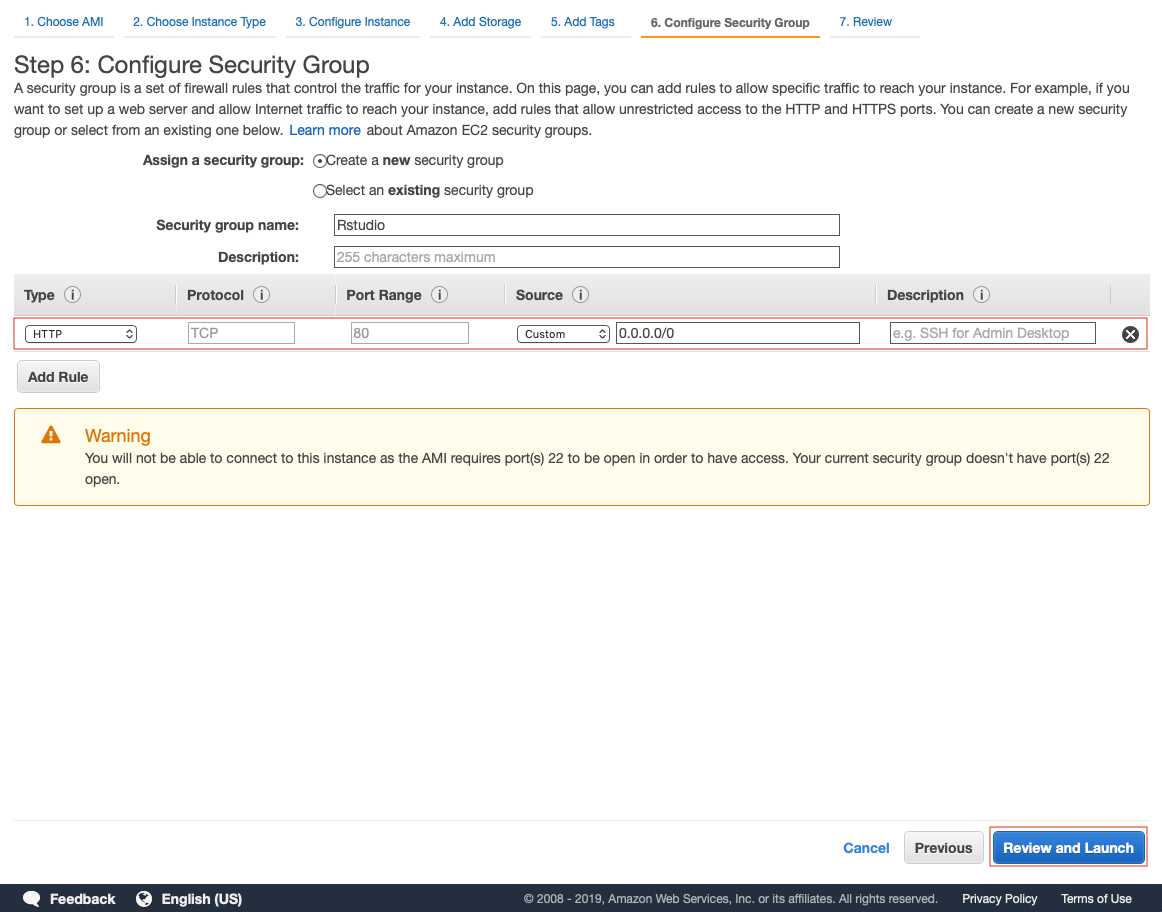 1. Choose AMI 2. Choose Instance Type 3. Configure Instance 4. Add Storage 5. Add Tags 6. Configure Security Group 7. Review
Step 6: Configure Security Group
A security group is a set of firewall rules that control the traffic for your instance. On this page, you can add rules to allow specific traffic to reach your instance. For example, if you
want to set up a web server and allow Internet traffic to reach your instance, add rules that allow unrestricted access to the HTTP and HTTPS ports. You can create a new security
group or select from an existing one below. Learn more about Amazon EC2 security groups.
Assign a security group: Create a new security group
Select an existing security group
Security group name: Rstudio
Description: 255 characters maximum
Type i Protocol i Port Range i Source i Description i
HTTP TCP 80 Custom 0.0.0.0/0 e.g. SSH for Admin Desktop
Add Rule
Warning
You will not be able to connect to this instance as the AMI requires port(s) 22 to be open in order to have access. Your current security group doesn't have port(s) 22
open.
Cancel Previous Review and Launch
Feedback English (US) © 2008 - 2019, Amazon Web Services, Inc. or its affiliates. All rights reserved. Privacy Policy Terms of Use